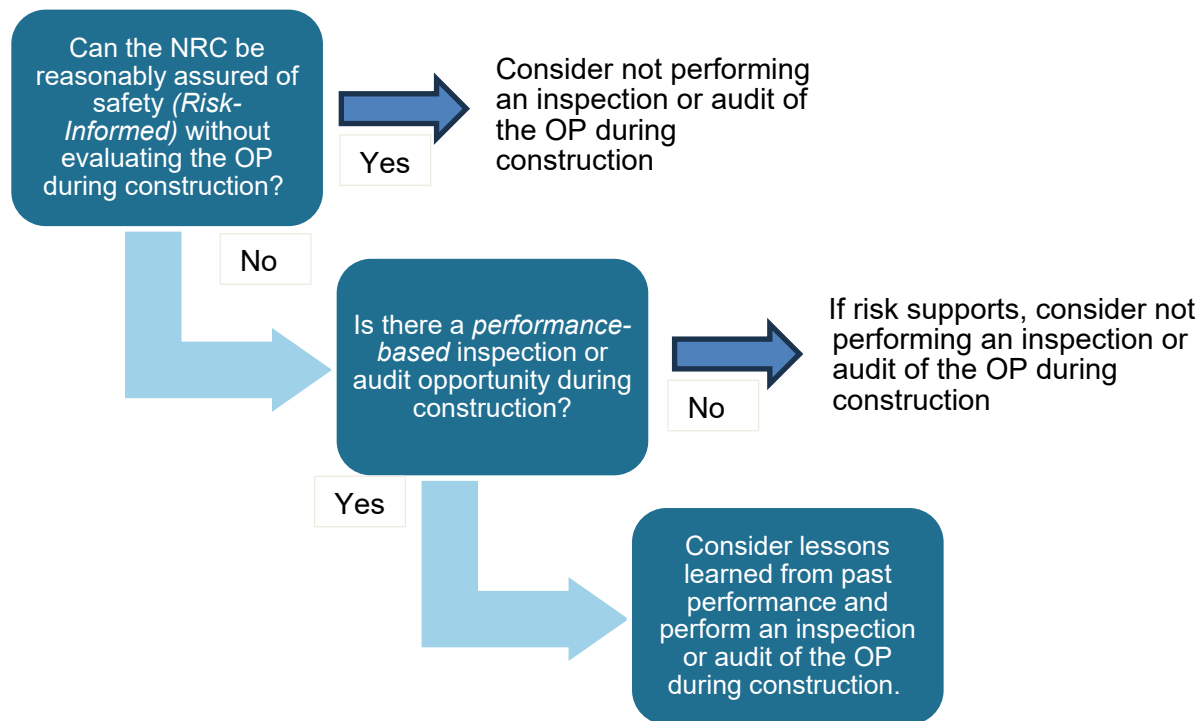 Can the NRC be
reasonably assured of
safety (Risk-
Informed) without
evaluating the OP
during construction?
Yes
Consider not performing
an inspection or audit of
the OP during
construction
No
Is there a performance-
based inspection or
audit opportunity during
construction?
No
If risk supports, consider not
performing an inspection or
audit of the OP during
construction
Yes
Consider lessons
learned from past
performance and
perform an inspection
or audit of the OP
during construction.